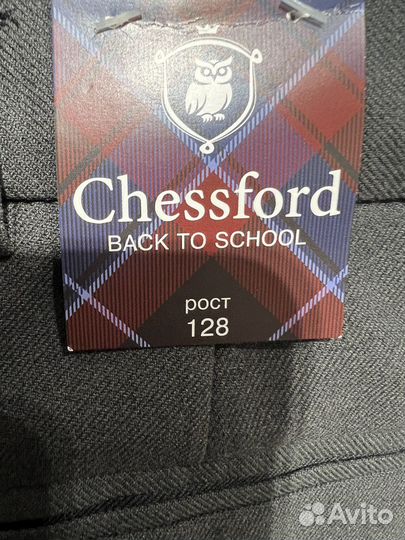 Chessford
BACK TO SCHOOL
рост
128
Avito